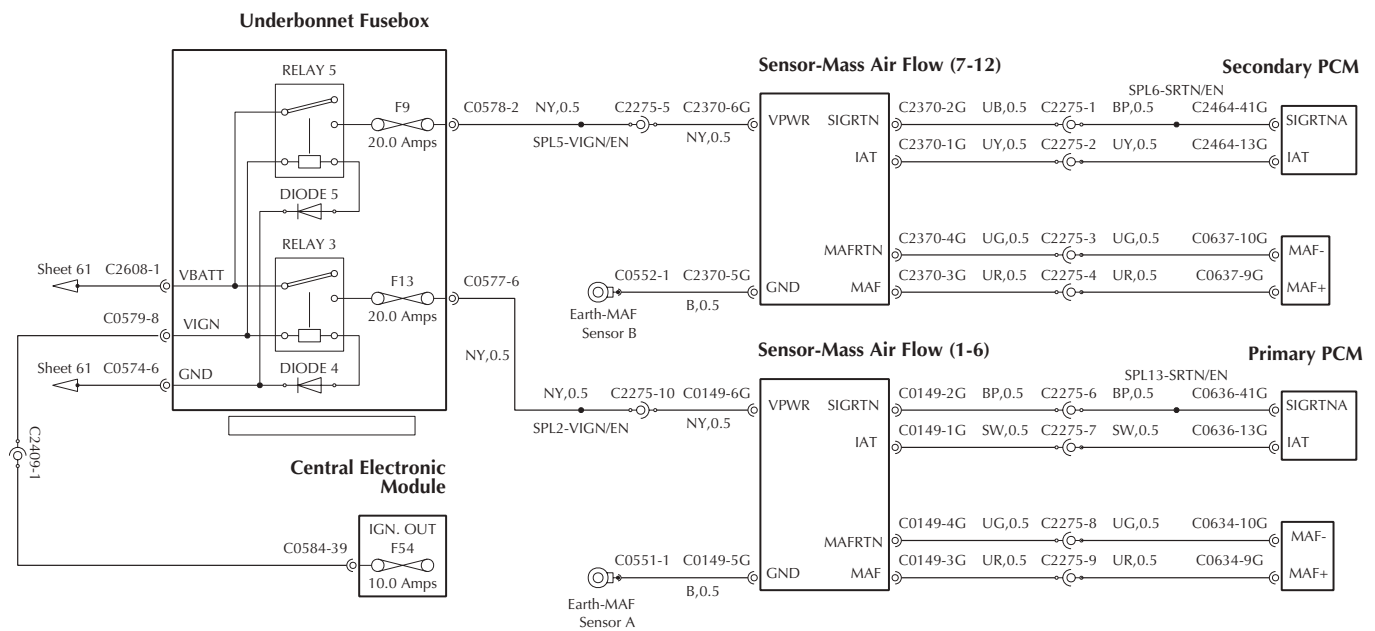 Underbonnet Fusebox
RELAY 5
F9
20.0 Amps
DIODE 5
RELAY 3
F13
20.0 Amps
DIODE 4
VBATT
VIGN
GND
Sheet 61 C2608-1
C0579-8
Sheet 61 C0574-6
C2409-1
Central Electronic
Module
IGN. OUT
F54
10.0 Amps
C0584-39
C0578-2 NY,0.5 C2275-5 C2370-6G
SPL5-VIGN/EN NY,0.5
C0577-6
NY,0.5
NY,0.5 C2275-10 C0149-6G
SPL2-VIGN/EN NY,0.5
Sensor-Mass Air Flow (7-12)
VPWR SIGRTN
IAT
MAFRTN
GND MAF
C0552-1 C2370-5G
B,0.5
Earth-MAF
Sensor B
Secondary PCM
SPL6-SRTN/EN
C2370-2G UB,0.5 C2275-1 BP,0.5 C2464-41G
SIGRTNA
C2370-1G UY,0.5 C2275-2 UY,0.5 C2464-13G
IAT
C2370-4G UG,0.5 C2275-3 UG,0.5 C0637-10G
MAF-
C2370-3G UR,0.5 C2275-4 UR,0.5 C0637-9G
MAF+
Sensor-Mass Air Flow (1-6)
VPWR SIGRTN
IAT
MAFRTN
GND MAF
C0551-1 C0149-5G
B,0.5
Earth-MAF
Sensor A
Primary PCM
SPL13-SRTN/EN
C0149-2G BP,0.5 C2275-6 BP,0.5 C0636-41G
SIGRTNA
C0149-1G SW,0.5 C2275-7 SW,0.5 C0636-13G
IAT
C0149-4G UG,0.5 C2275-8 UG,0.5 C0634-10G
MAF-
C0149-3G UR,0.5 C2275-9 UR,0.5 C0634-9G
MAF+